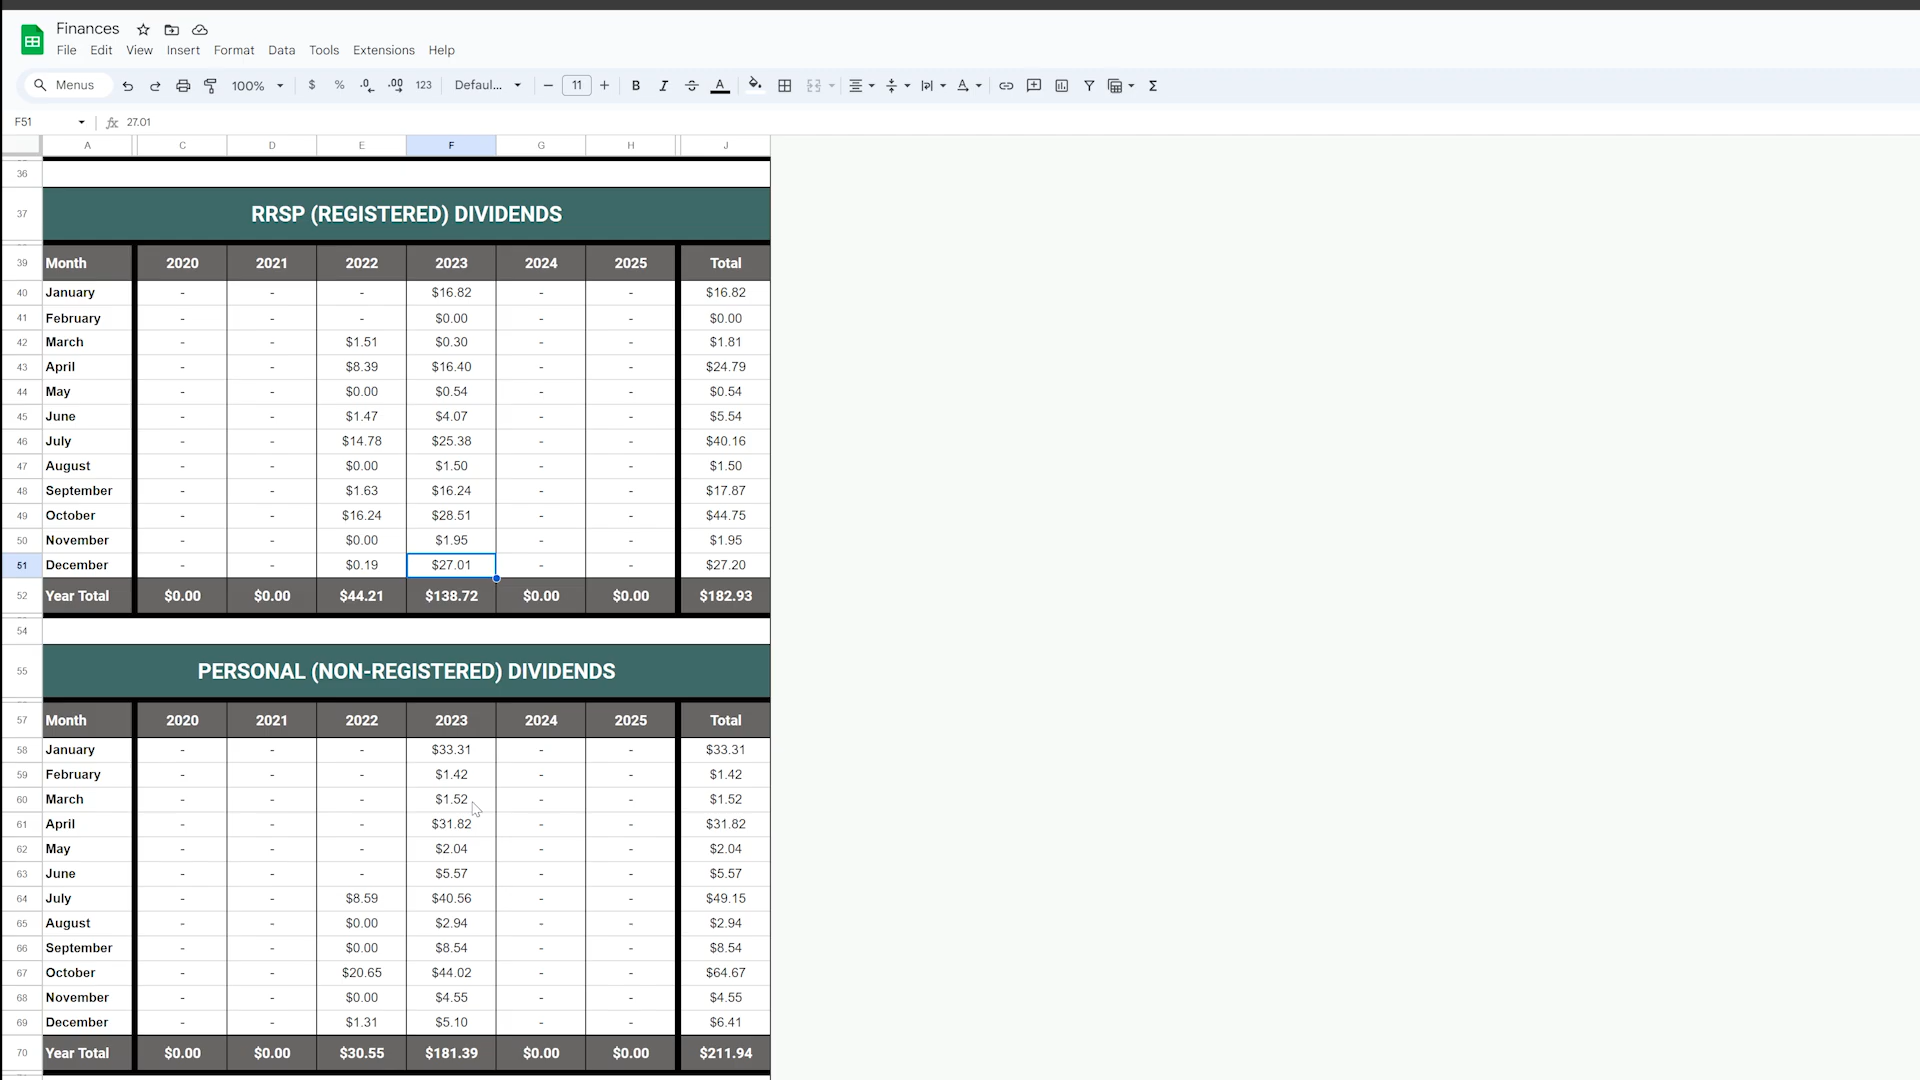 Finances
File Edit View Insert Format Data Tools Extensions Help
Menus 100% $ % .0 .00 123 Defaul... 11 B I A Σ
F51 fx 27.01
A C D E F G H J
36
37 RRSP (REGISTERED) DIVIDENDS
39 Month 2020 2021 2022 2023 2024 2025 Total
40 January - - - $16.82 - - $16.82
41 February - - - $0.00 - - $0.00
42 March - - $1.51 $0.30 - - $1.81
43 April - - $8.39 $16.40 - - $24.79
44 May - - $0.00 $0.54 - - $0.54
45 June - - $1.47 $4.07 - - $5.54
46 July - - $14.78 $25.38 - - $40.16
47 August - - $0.00 $1.50 - - $1.50
48 September - - $1.63 $16.24 - - $17.87
49 October - - $16.24 $28.51 - - $44.75
50 November - - $0.00 $1.95 - - $1.95
51 December - - $0.19 $27.01 - - $27.20
52 Year Total $0.00 $0.00 $44.21 $138.72 $0.00 $0.00 $182.93
54
55 PERSONAL (NON-REGISTERED) DIVIDENDS
57 Month 2020 2021 2022 2023 2024 2025 Total
58 January - - - $33.31 - - $33.31
59 February - - - $1.42 - - $1.42
60 March - - - $1.52 - - $1.52
61 April - - - $31.82 - - $31.82
62 May - - - $2.04 - - $2.04
63 June - - - $5.57 - - $5.57
64 July - - $8.59 $40.56 - - $49.15
65 August - - $0.00 $2.94 - - $2.94
66 September - - $0.00 $8.54 - - $8.54
67 October - - $20.65 $44.02 - - $64.67
68 November - - $0.00 $4.55 - - $4.55
69 December - - $1.31 $5.10 - - $6.41
70 Year Total $0.00 $0.00 $30.55 $181.39 $0.00 $0.00 $211.94